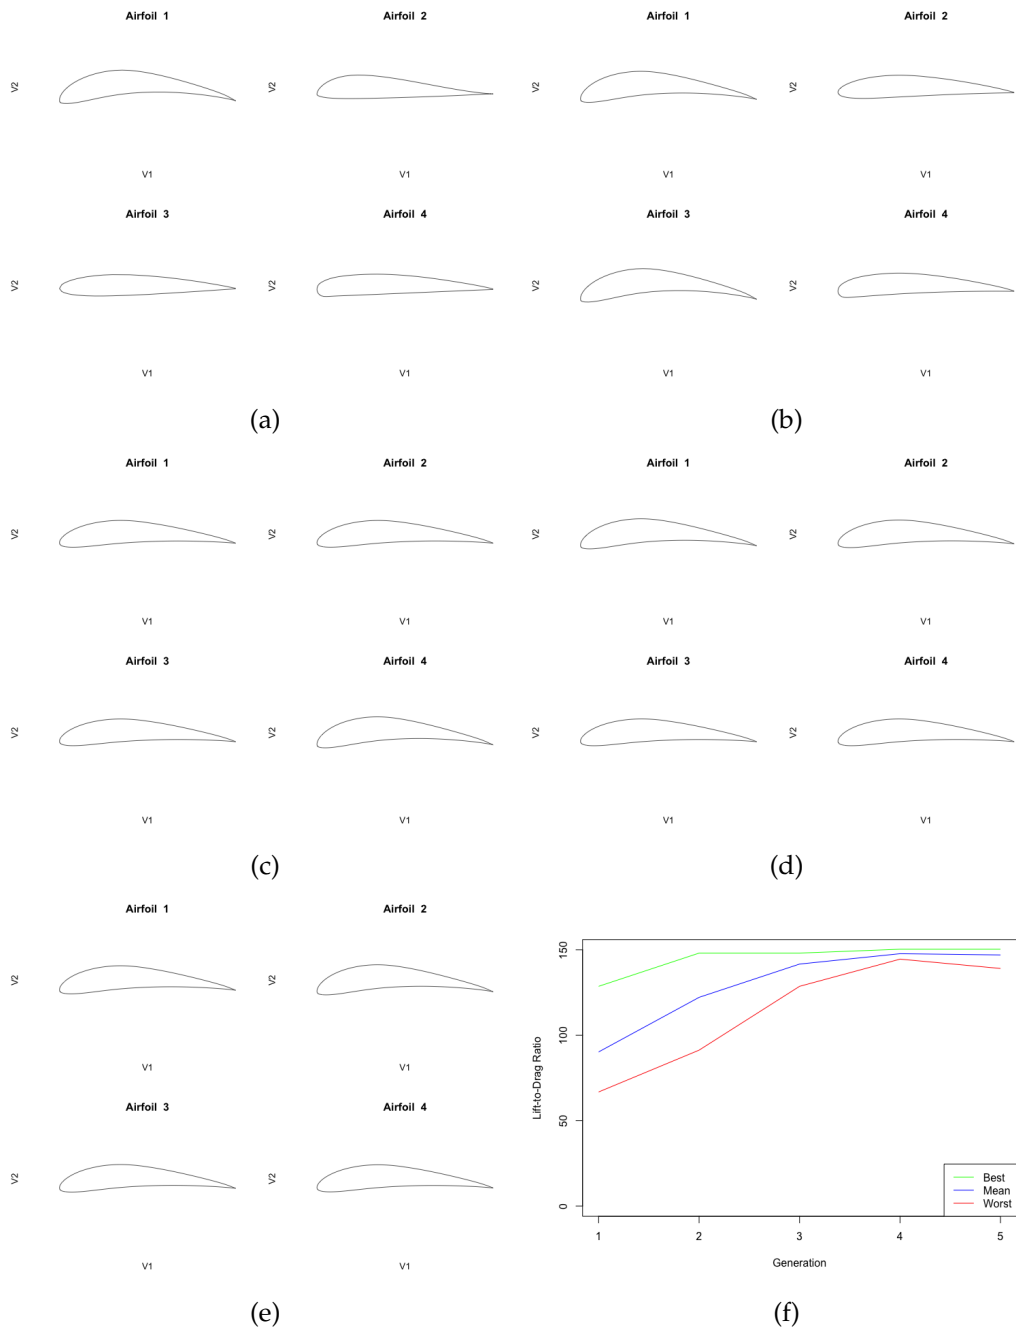 Airfoil 1
Airfoil 2
V2
V1
V2
V1
Airfoil 3
Airfoil 4
V2
V1
V2
V1
(a)
Airfoil 1
Airfoil 2
V2
V1
V2
V1
Airfoil 3
Airfoil 4
V2
V1
V2
V1
(b)
Airfoil 1
Airfoil 2
V2
V1
V2
V1
Airfoil 3
Airfoil 4
V2
V1
V2
V1
(c)
Airfoil 1
Airfoil 2
V2
V1
V2
V1
Airfoil 3
Airfoil 4
V2
V1
V2
V1
(d)
Airfoil 1
Airfoil 2
V2
V1
V2
V1
Airfoil 3
Airfoil 4
V2
V1
V2
V1
(e)
Lift-to-Drag Ratio
150
100
50
0
Best
Mean
Worst
1 2 3 4 5
Generation
(f)